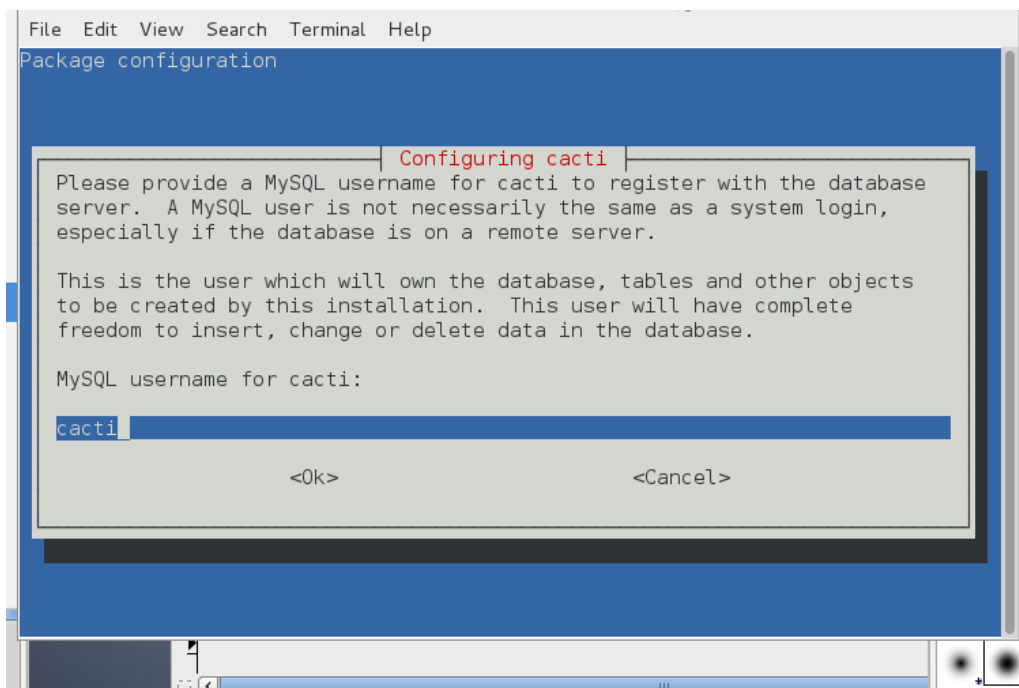 File Edit View Search Terminal Help
Package configuration
Configuring cacti
Please provide a MySQL username for cacti to register with the database
server.  A MySQL user is not necessarily the same as a system login,
especially if the database is on a remote server.
This is the user which will own the database, tables and other objects
to be created by this installation.  This user will have complete
freedom to insert, change or delete data in the database.
MySQL username for cacti:
cacti
<Ok> <Cancel>